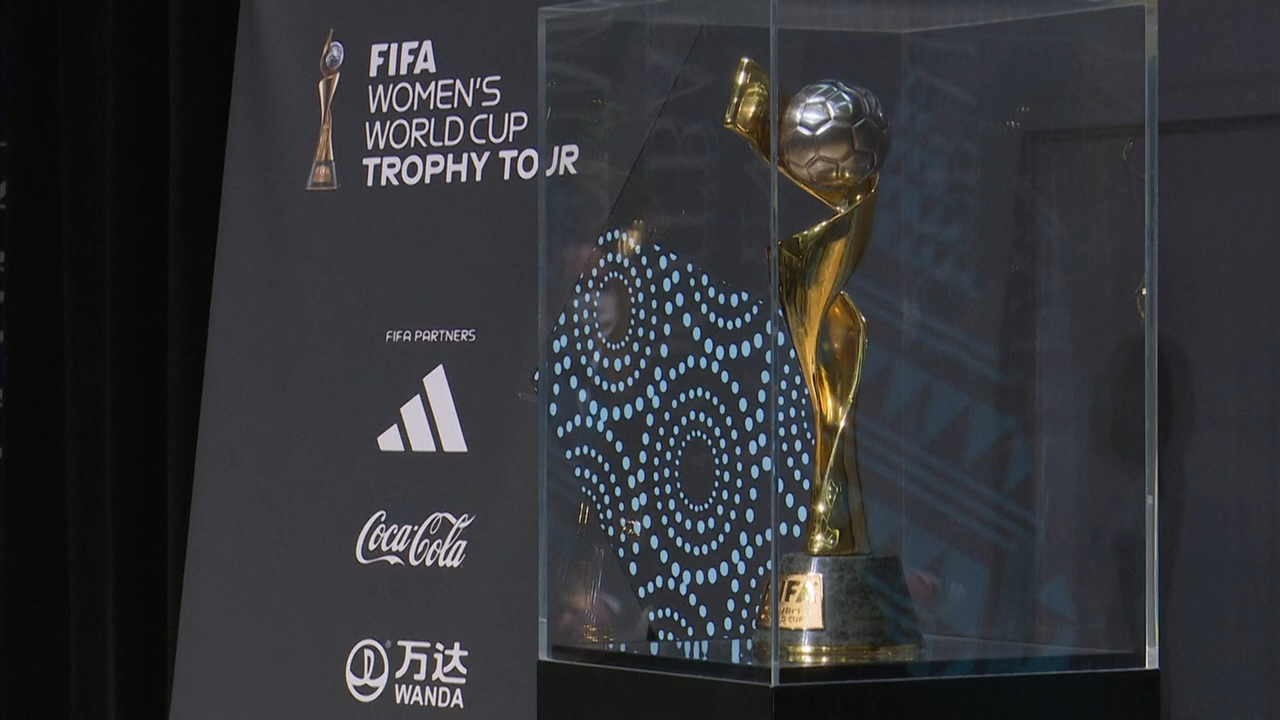 FIFA
WOMEN'S
WORLD CUP
TROPHY TOUR
FIFA PARTNERS
Coca-Cola
万达
WANDA